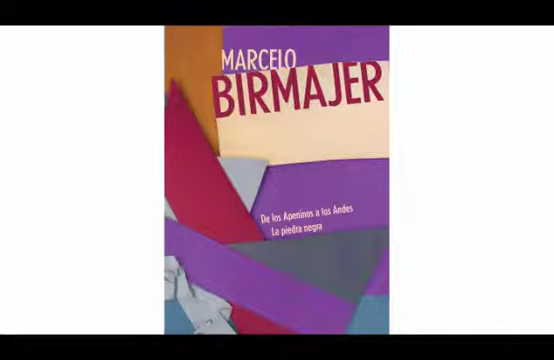 MARCELO
BIRMAJER
De los Apeninos a los Andes
La piedra negra